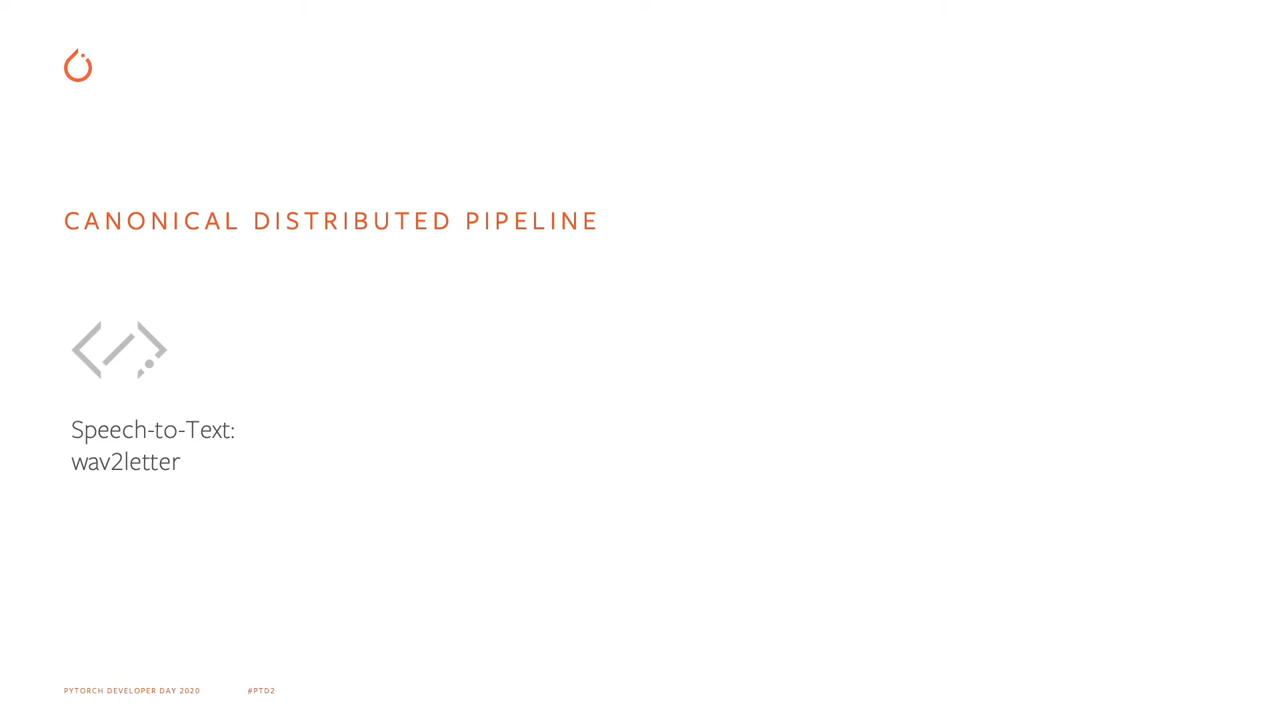 CANONICAL DISTRIBUTED PIPELINE
Speech-to-Text:
wav2letter
PYTORCH DEVELOPER DAY 2020 #PTD2